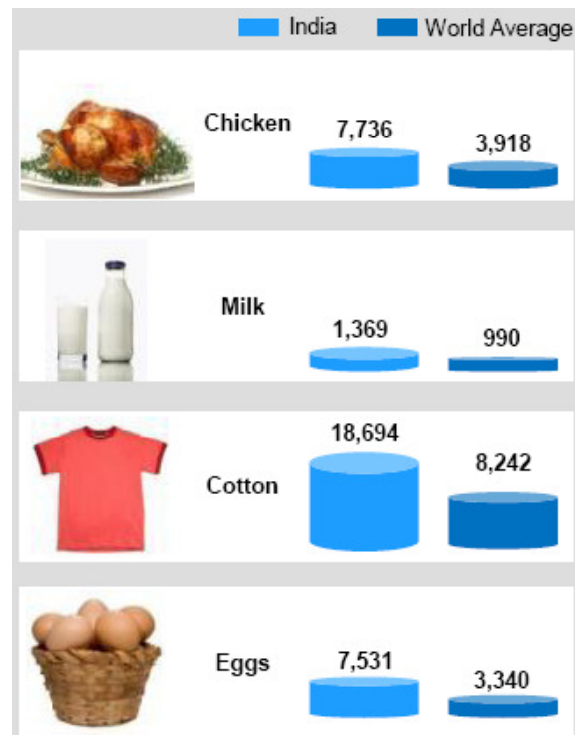 India World Average
Chicken 7,736 3,918
Milk 1,369 990
Cotton 18,694 8,242
Eggs 7,531 3,340